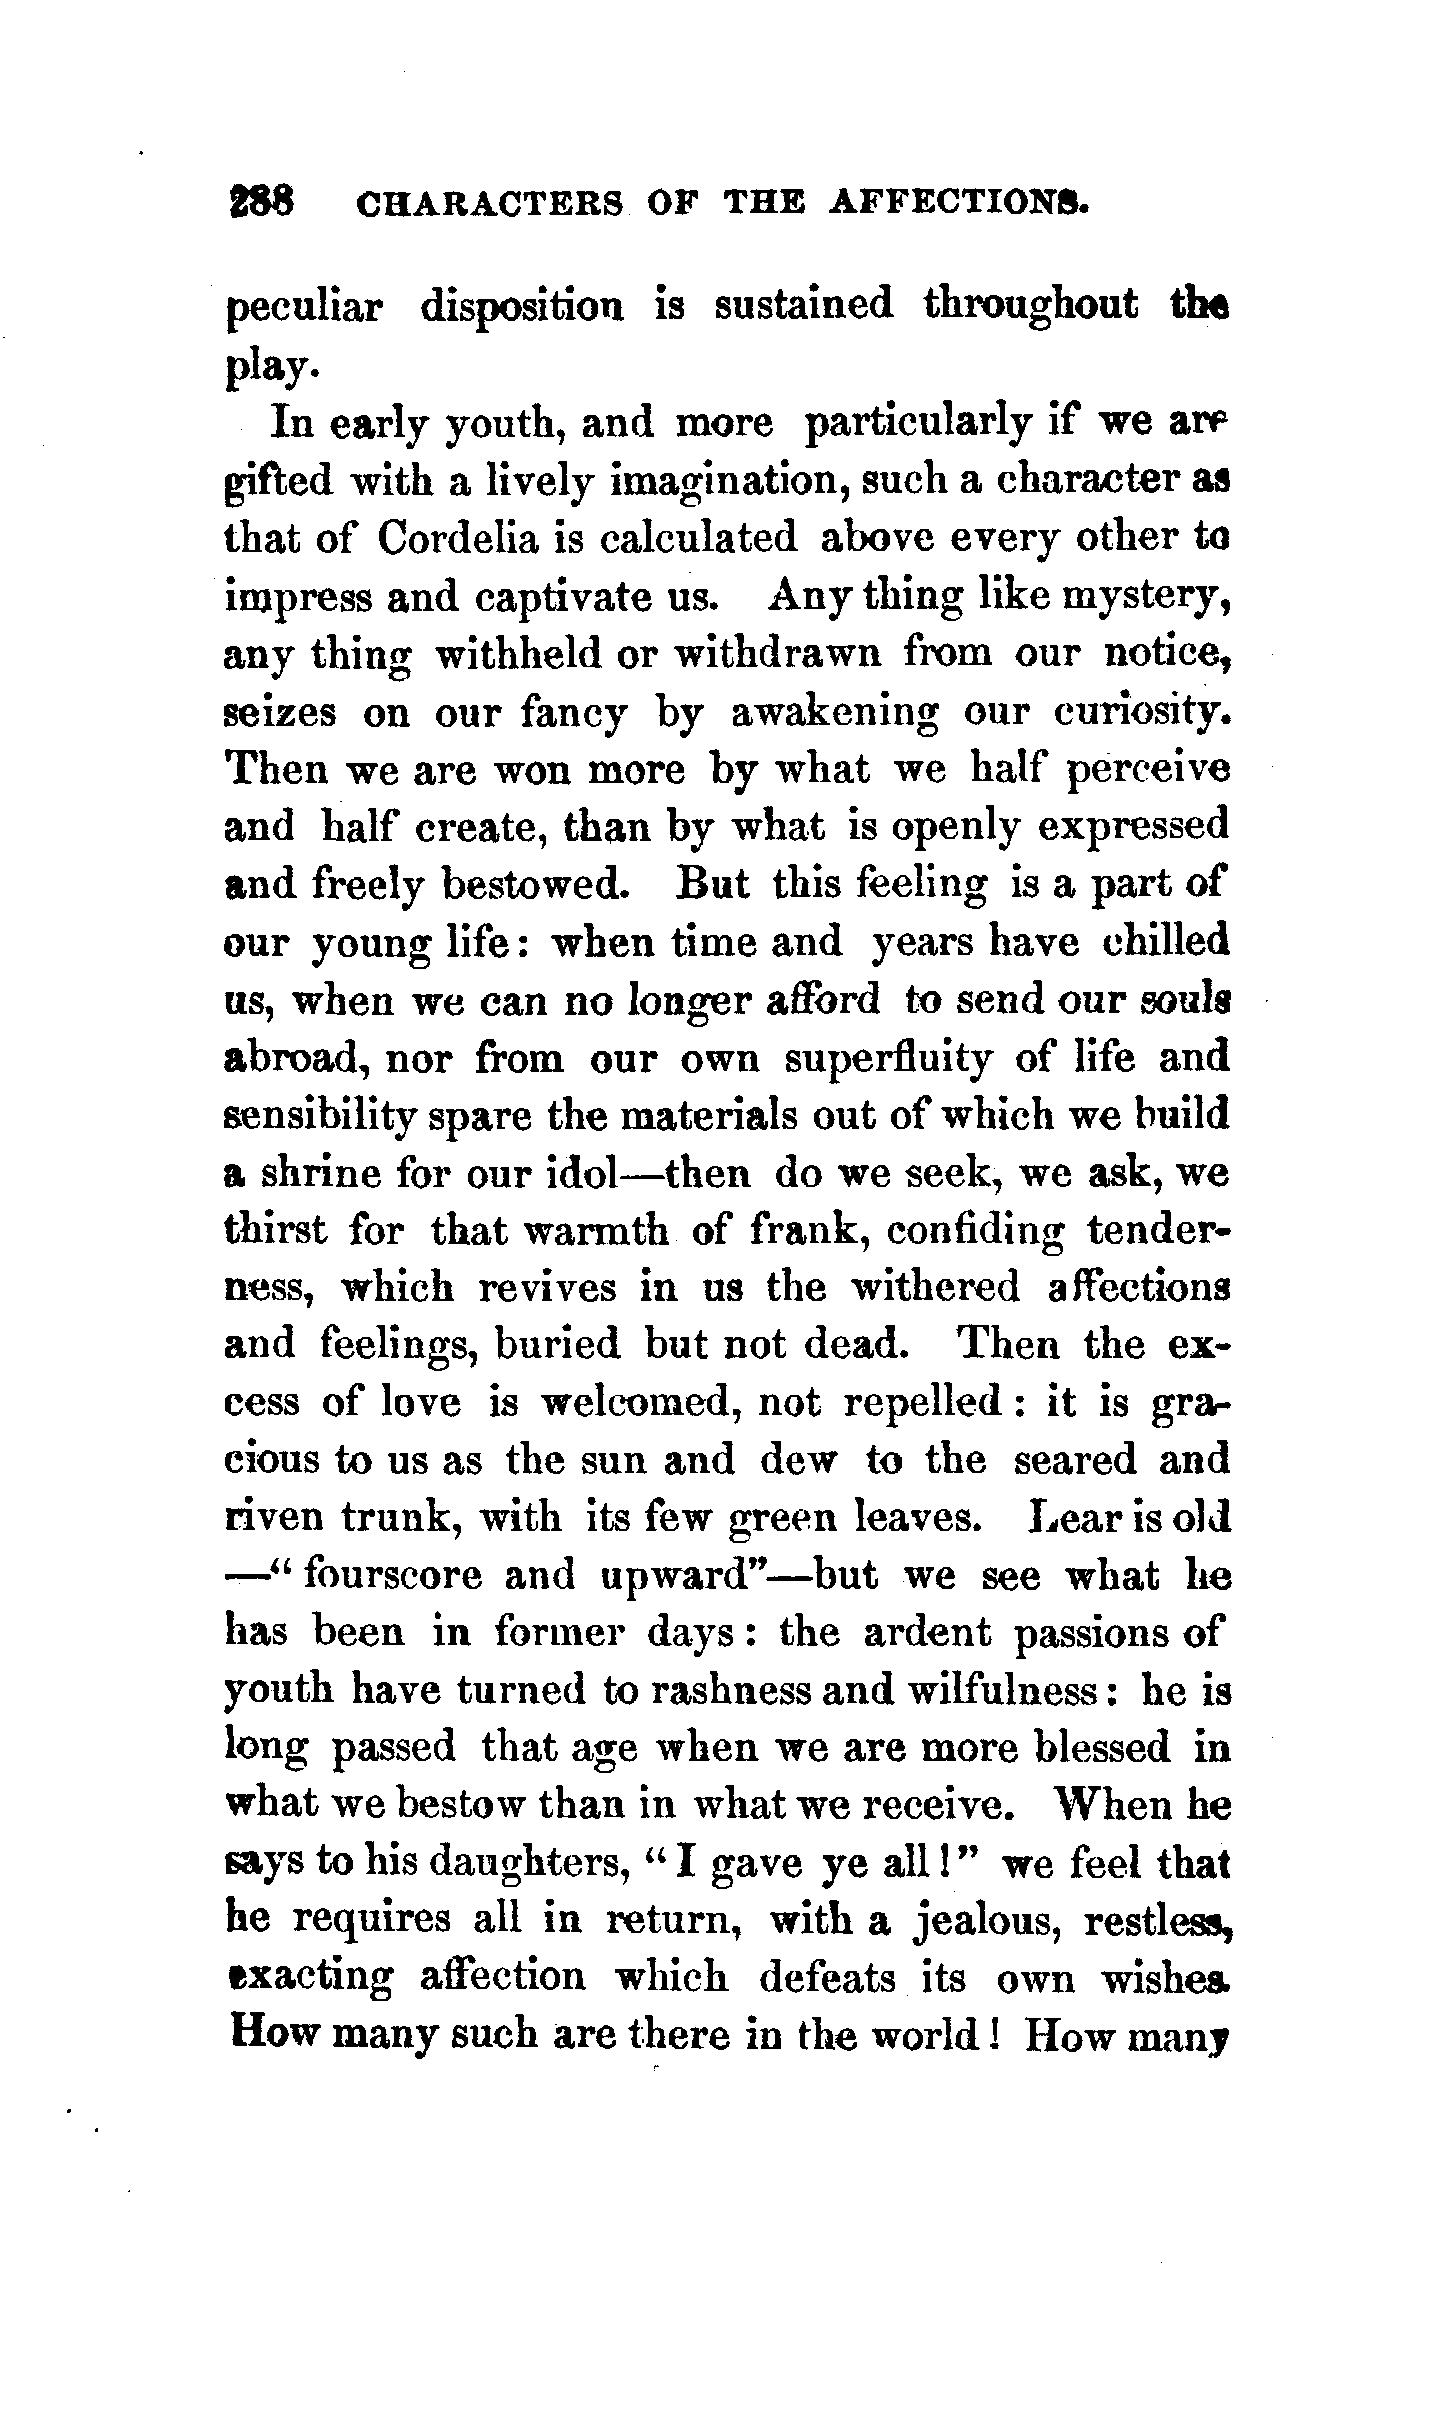 288 CHARACTERS OF THE AFFECTIONS.
peculiar disposition is sustained throughout the
play.
In early youth, and more particularly if we are
gifted with a lively imagination, such a character as
that of Cordelia is calculated above every other to
impress and captivate us. Any thing like mystery,
any thing withheld or withdrawn from our notice,
seizes on our fancy by awakening our curiosity.
Then we are won more by what we half perceive
and half create, than by what is openly expressed
and freely bestowed. But this feeling is a part of
our young life: when time and years have chilled
us, when we can no longer afford to send our souls
abroad, nor from our own superfluity of life and
sensibility spare the materials out of which we build
a shrine for our idol—then do we seek, we ask, we
thirst for that warmth of frank, confiding tender-
ness, which revives in us the withered affections
and feelings, buried but not dead. Then the ex-
cess of love is welcomed, not repelled: it is gra-
cious to us as the sun and dew to the seared and
riven trunk, with its few green leaves. Lear is old
—“fourscore and upward”—but we see what he
has been in former days: the ardent passions of
youth have turned to rashness and wilfulness: he is
long passed that age when we are more blessed in
what we bestow than in what we receive. When he
says to his daughters, “I gave ye all!” we feel that
he requires all in return, with a jealous, restless,
exacting affection which defeats its own wishes.
How many such are there in the world! How many